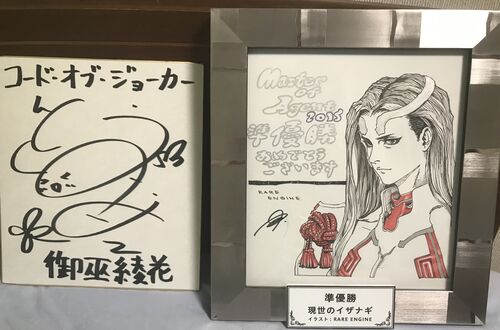 コード・オブ・ジョーカー
御巫綾花
Master
of
Agent
2015
準優勝
おめでとう
ございます
RARE
ENGINE
準優勝
現世のイザナギ
イラスト：RARE ENGINE